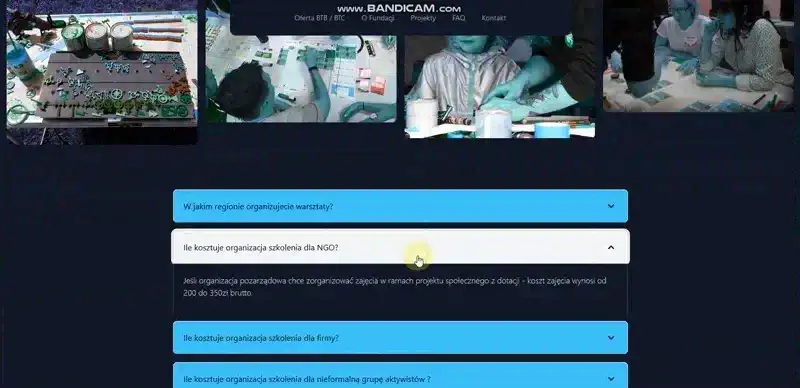 www.BANDICAM.com
Oferta BTB / BTC O Fundacji Projekty FAQ Kontakt
W jakim regionie organizujecie warsztaty?
Ile kosztuje organizacja szkolenia dla NGO?
Jeśli organizacja pozarządowa chce zorganizować zajęcia w ramach projektu społecznego z dotacji - koszt zajęcia wynosi od
200 do 350zł brutto
Ile kosztuje organizacja szkolenia dla firmy?
Ile kosztuje organizacja szkolenia dla nieformalną grupę aktywistów ?